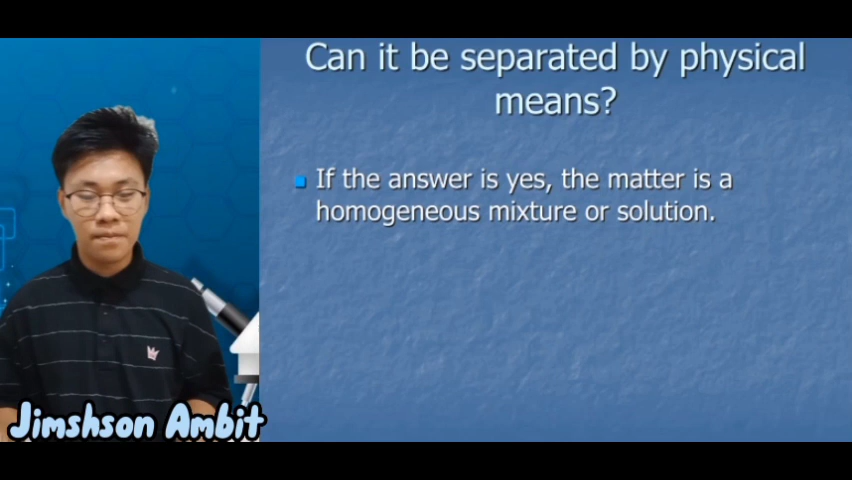 Can it be separated by physical
means?
If the answer is yes, the matter is a
homogeneous mixture or solution.
Jimshson Ambit